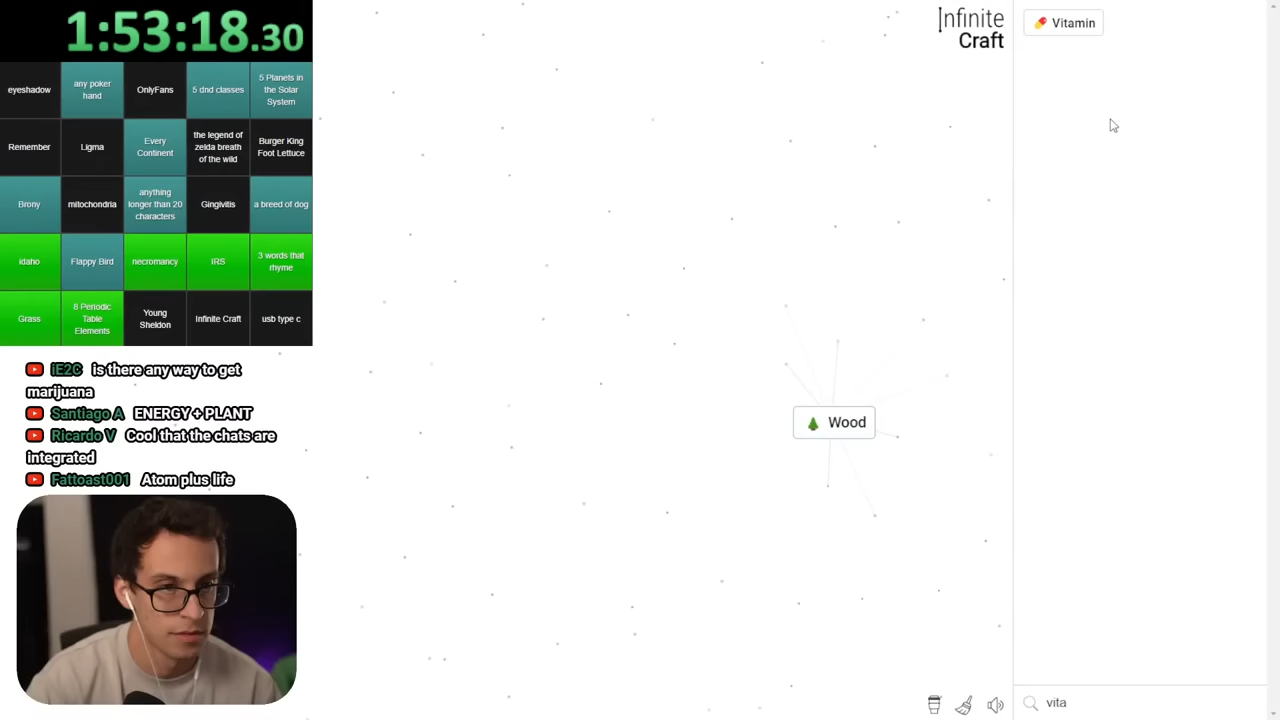 1:53:18.30
Infinite
Craft
Vitamin
eyeshadow
any poker
hand
OnlyFans
5 dnd classes
5 Planets in
the Solar
System
Remember
Ligma
Every
Continent
the legend of
zelda breath
of the wild
Burger King
Foot Lettuce
Brony
mitochondria
anything
longer than 20
characters
Gingivitis
a breed of dog
idaho
Flappy Bird
necromancy
IRS
3 words that
rhyme
Grass
8 Periodic
Table
Elements
Young
Sheldon
Infinite Craft
usb type c
iE2C is there any way to get
marijuana
Santiago A ENERGY + PLANT
Ricardo V Cool that the chats are
integrated
Fattoast001 Atom plus life
Wood
vita